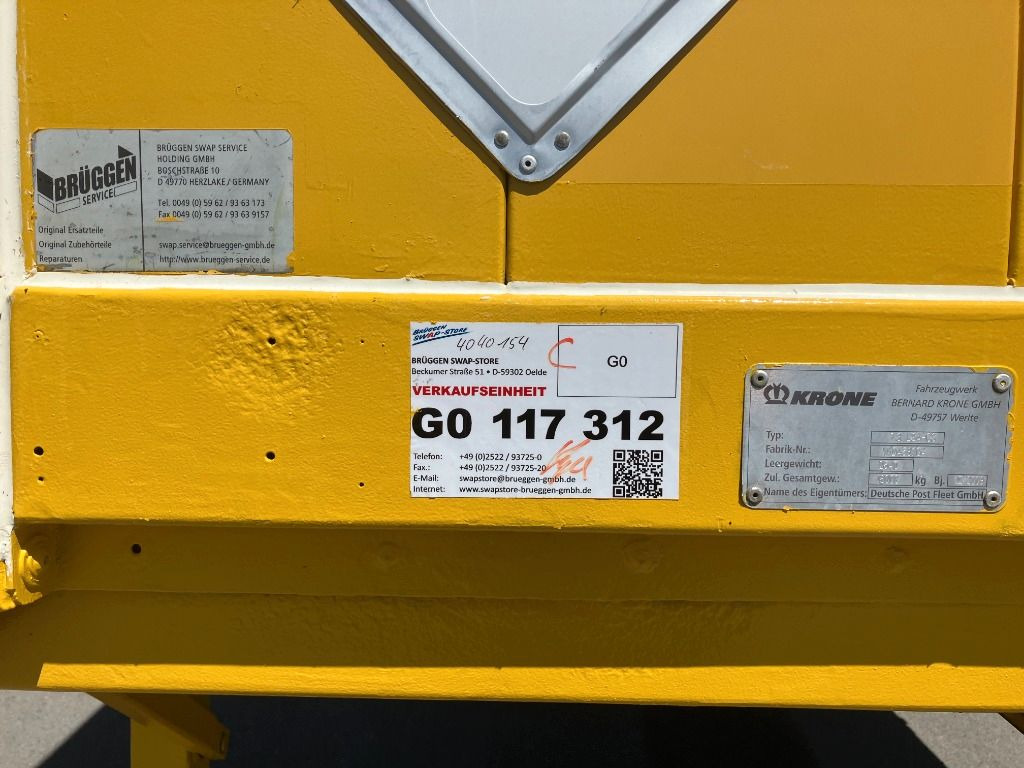 BRÜGGEN
SERVICE
Original Ersatzteile
Original Zubehörteile
Reparaturen
BRÜGGEN SWAP SERVICE
HOLDING GMBH
BOSCHSTRAßE 10
D 49770 HERZLAKE / GERMANY
Tel. 0049 (0) 59 62 / 93 63 173
Fax 0049 (0) 59 62 / 93 63 9157
swap.service@brueggen-gmbh.de
http://www.brueggen-service.de
BRÜGGEN
SWAP-STORE
4040154
C
G0
BRÜGGEN SWAP-STORE
Beckumer Straße 51 • D-59302 Oelde
VERKAUFSEINHEIT
G0 117 312
Telefon: +49 (0)2522 / 93725-0
Fax.: +49 (0)2522 / 93725-20
E-Mail: swapstore@brueggen-gmbh.de
Internet: www.swapstore-brueggen-gmbh.de
KRONE
Fahrzeugwerk
BERNARD KRONE GMBH
D-49757 Werlte
Typ:
Fabrik-Nr.:
Leergewicht:
Zul. Gesamtgew.: kg Bj.
Name des Eigentümers: Deutsche Post Fleet GmbH